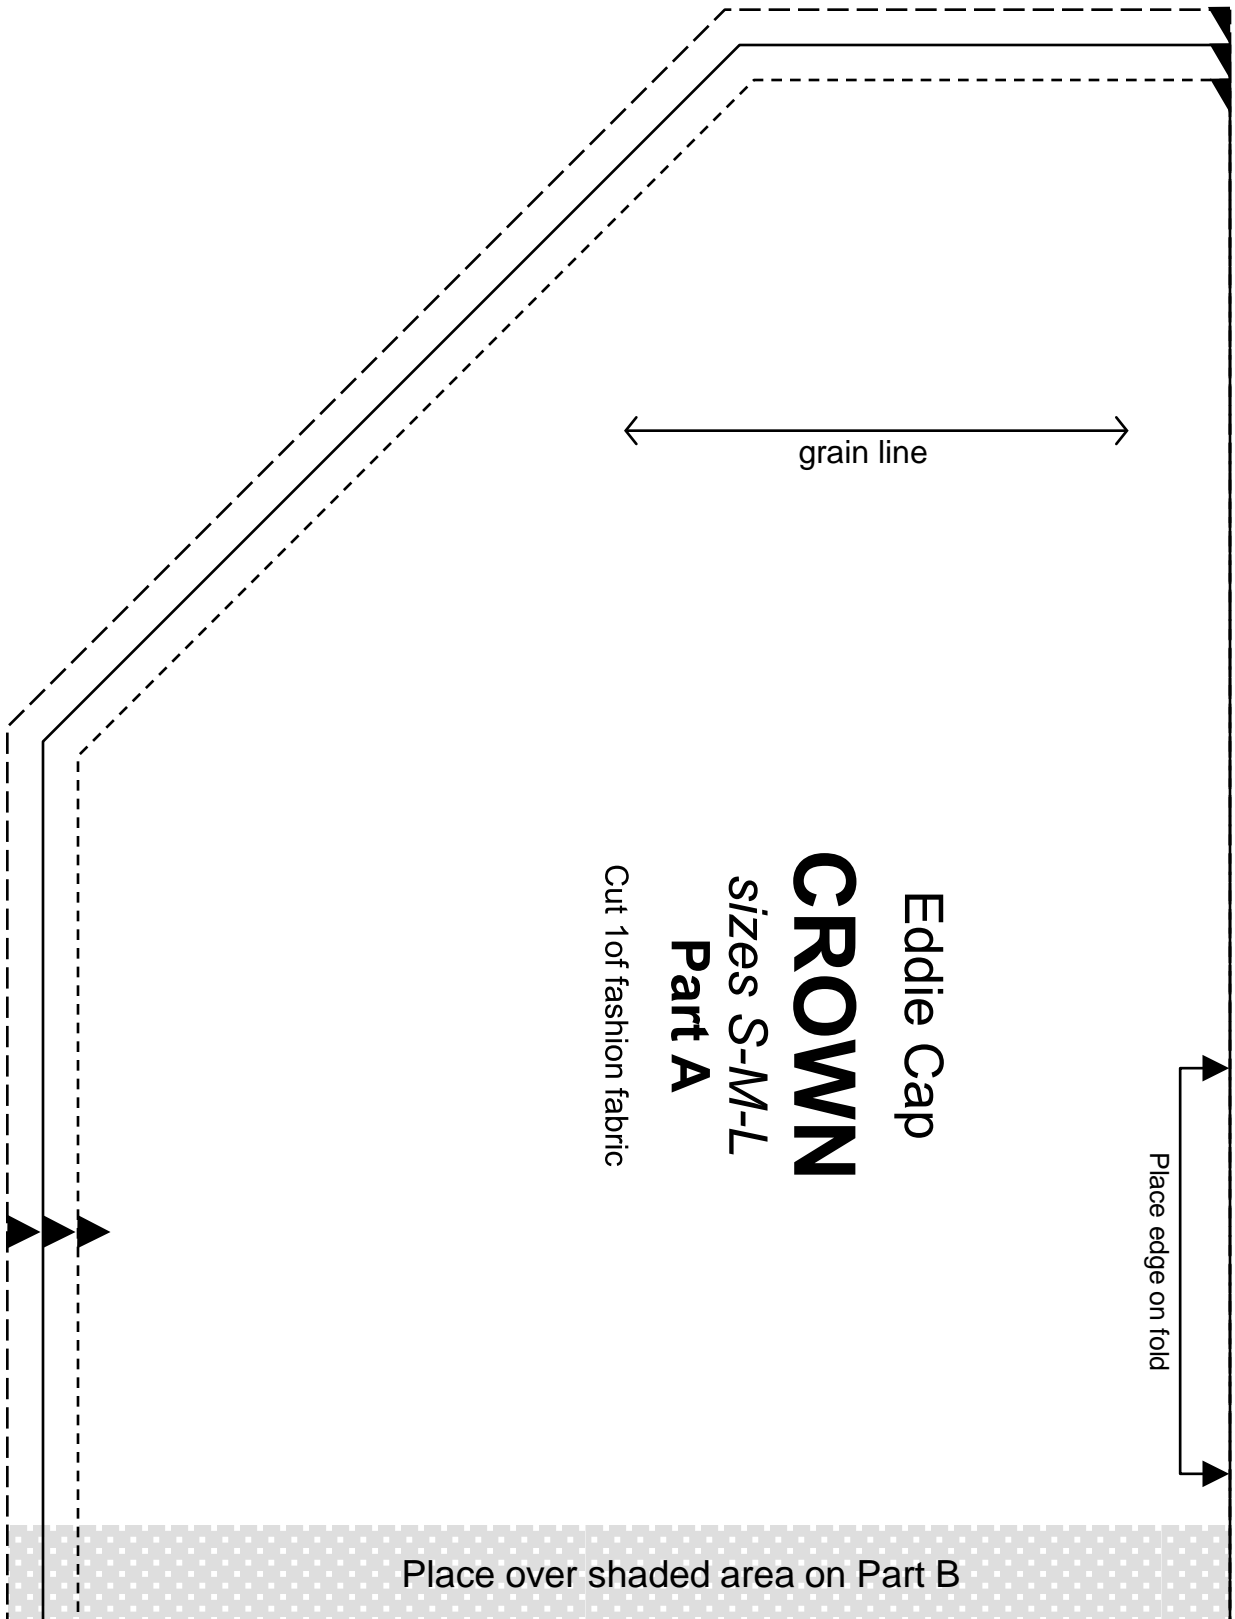 grain line
Eddie Cap
CROWN
sizes S-M-L
Part A
Cut 1of fashion fabric
Place edge on fold
Place over shaded area on Part B